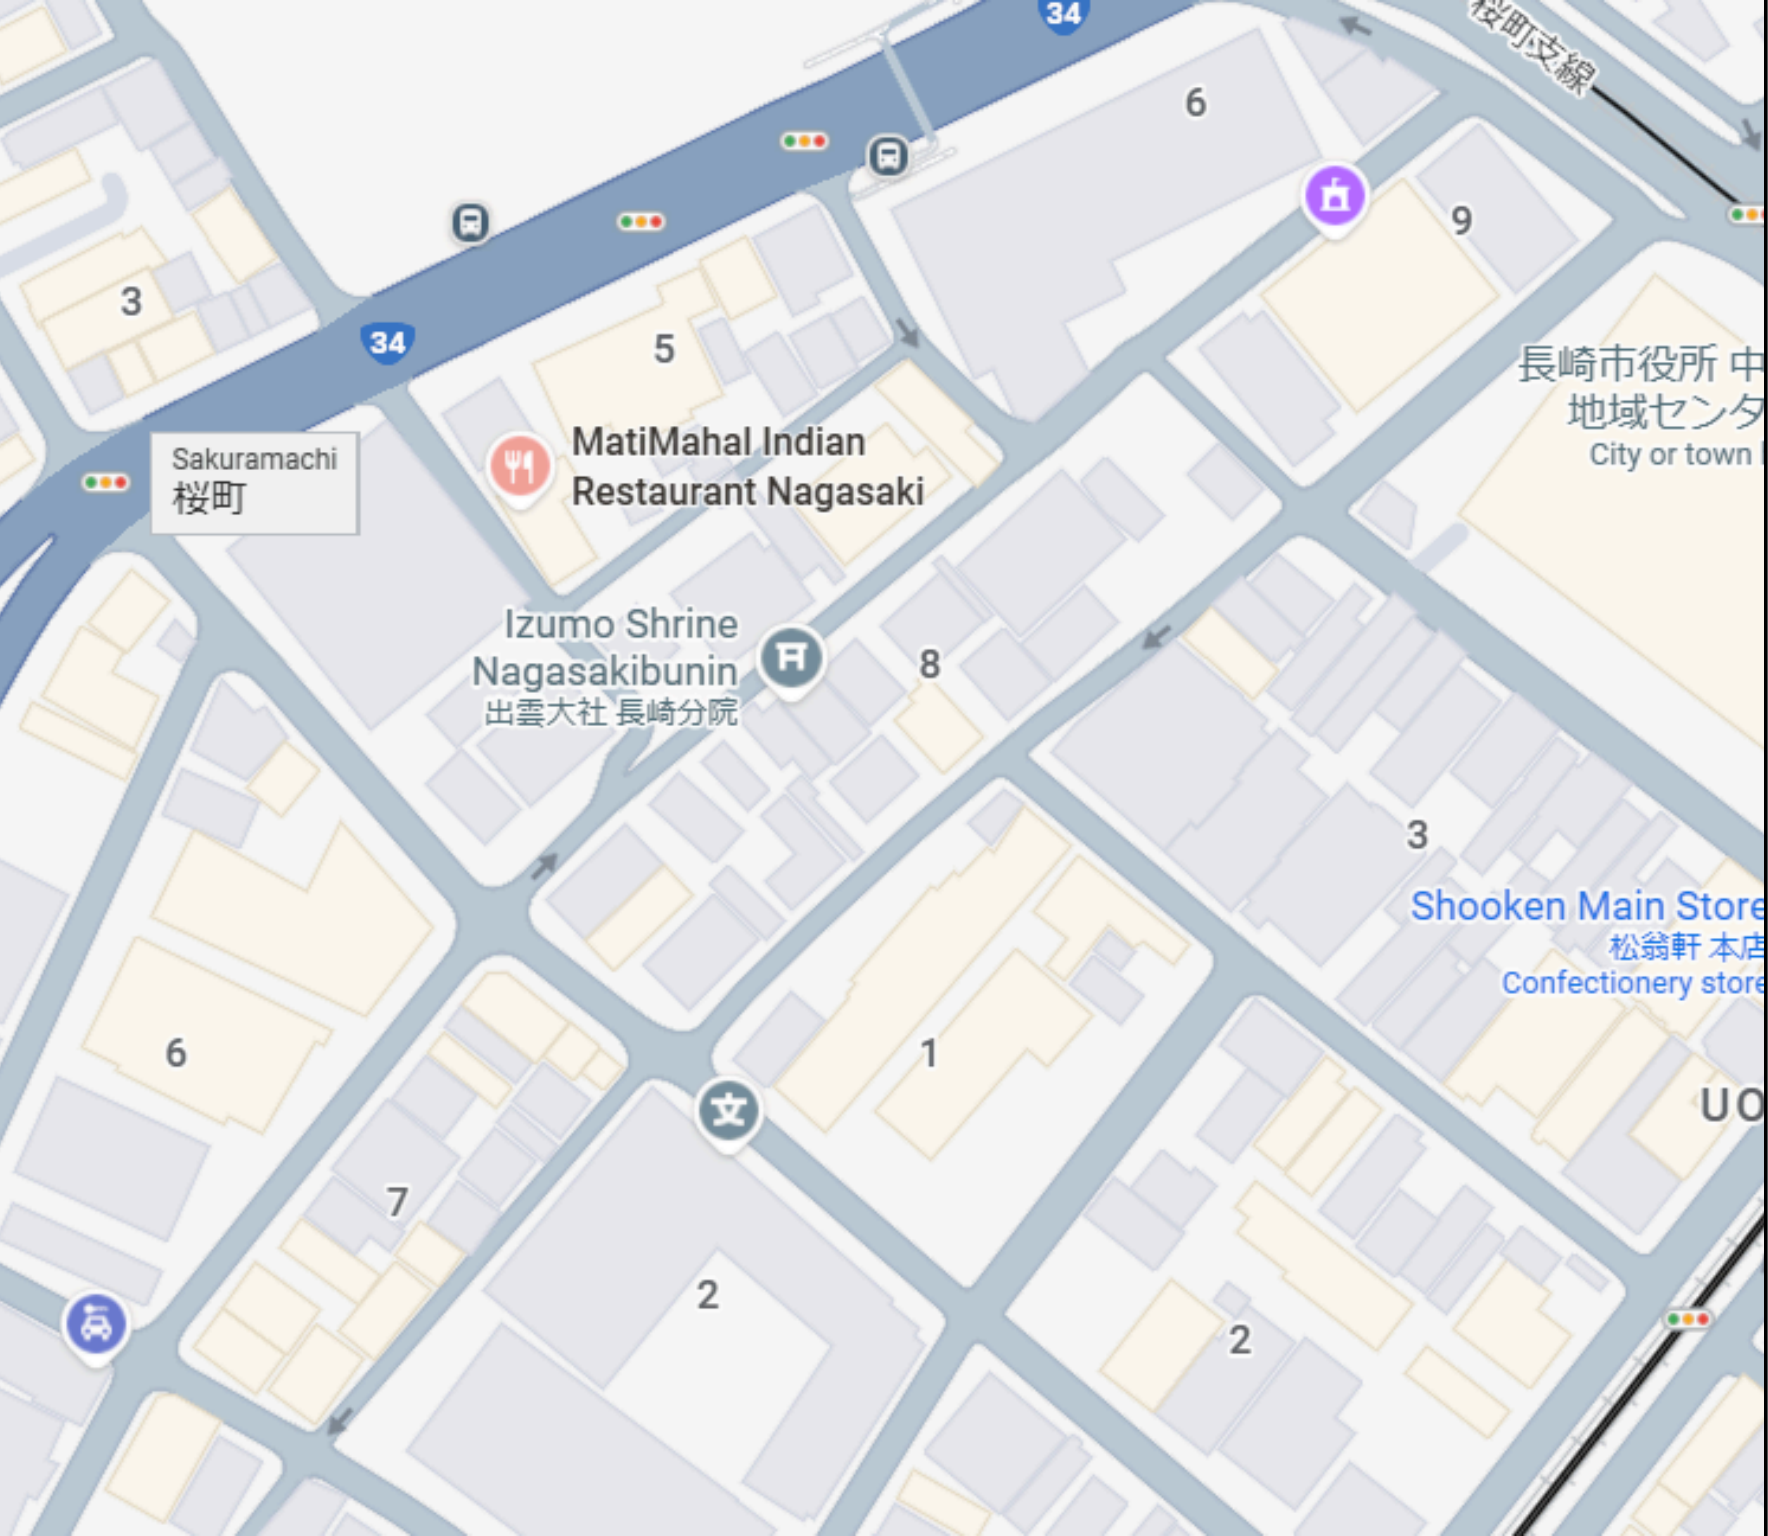 34
桜町支線
6
9
3
34
5
長崎市役所 中
地域センタ
City or town
MatiMahal Indian
Restaurant Nagasaki
Sakuramachi
桜町
Izumo Shrine
Nagasakibunin
出雲大社 長崎分院
8
3
Shooken Main Store
松翁軒 本店
Confectionery store
6
1
文
UO
7
2
2